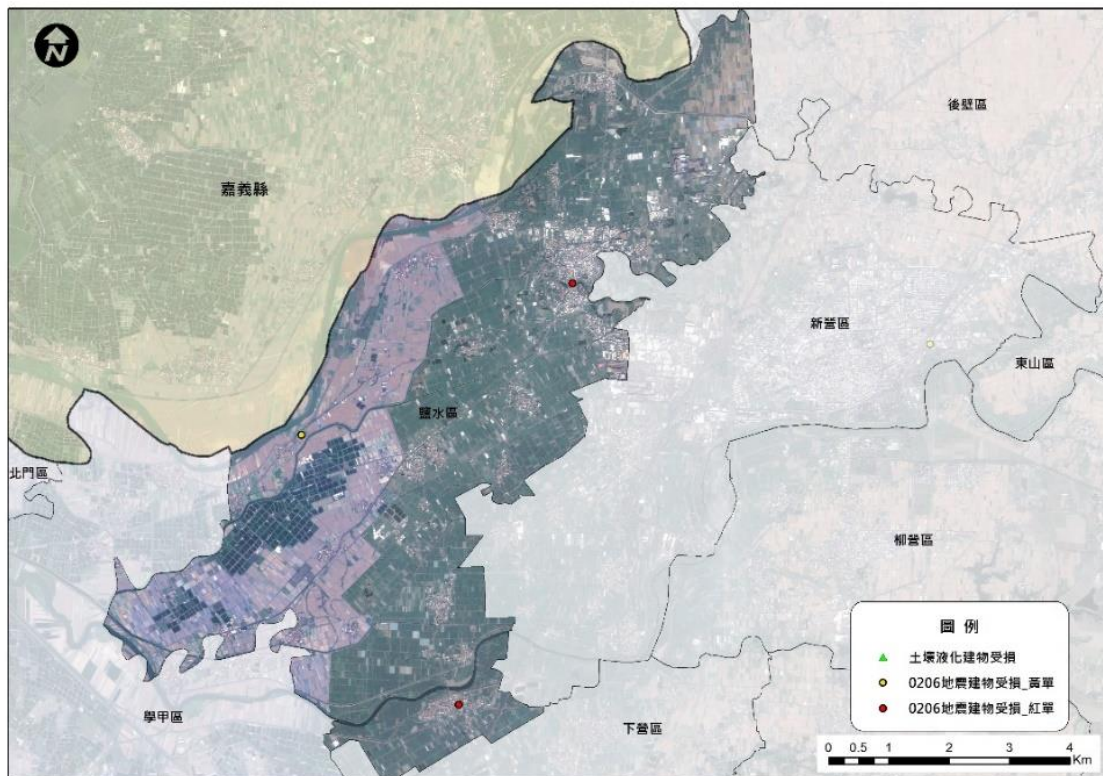 N
後壁區
嘉義縣
新營區
東山區
鹽水區
北門區
柳營區
學甲區
下營區
圖例
土壤液化建物受損
0206地震建物受損_黃單
0206地震建物受損_紅單
0 0.5 1 2 3 4
Km